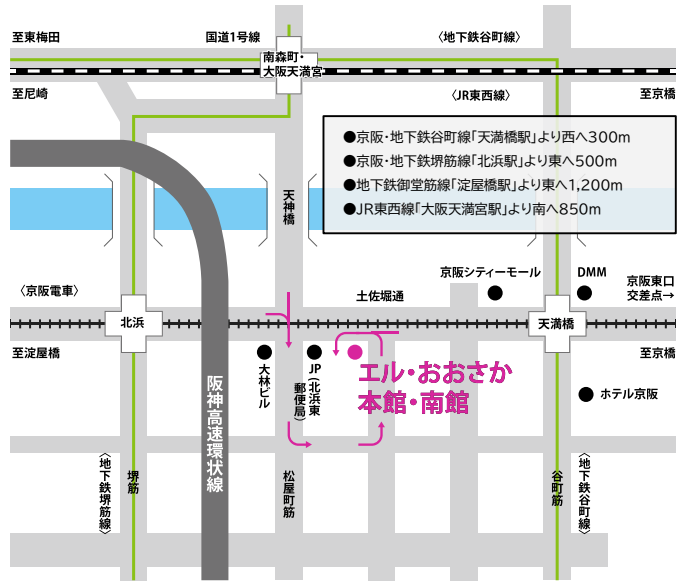 至東梅田
国道1号線
〈地下鉄谷町線〉
南森町・
大阪天満宮
至尼崎
〈JR東西線〉
至京橋
●京阪・地下鉄谷町線「天満橋駅」より西へ300m
●京阪・地下鉄堺筋線「北浜駅」より東へ500m
●地下鉄御堂筋線「淀屋橋駅」より東へ1,200m
●JR東西線「大阪天満宮駅」より南へ850m
天神橋
京阪シティーモール
DMM
京阪東口
交差点→
〈京阪電車〉
土佐堀通
北浜
天満橋
至淀屋橋
至京橋
大林ビル
JP(北浜東
郵便局)
エル・おおさか
本館・南館
ホテル京阪
阪神高速環状線
〈地下鉄堺筋線〉
堺筋
松屋町筋
谷町筋
〈地下鉄谷町線〉